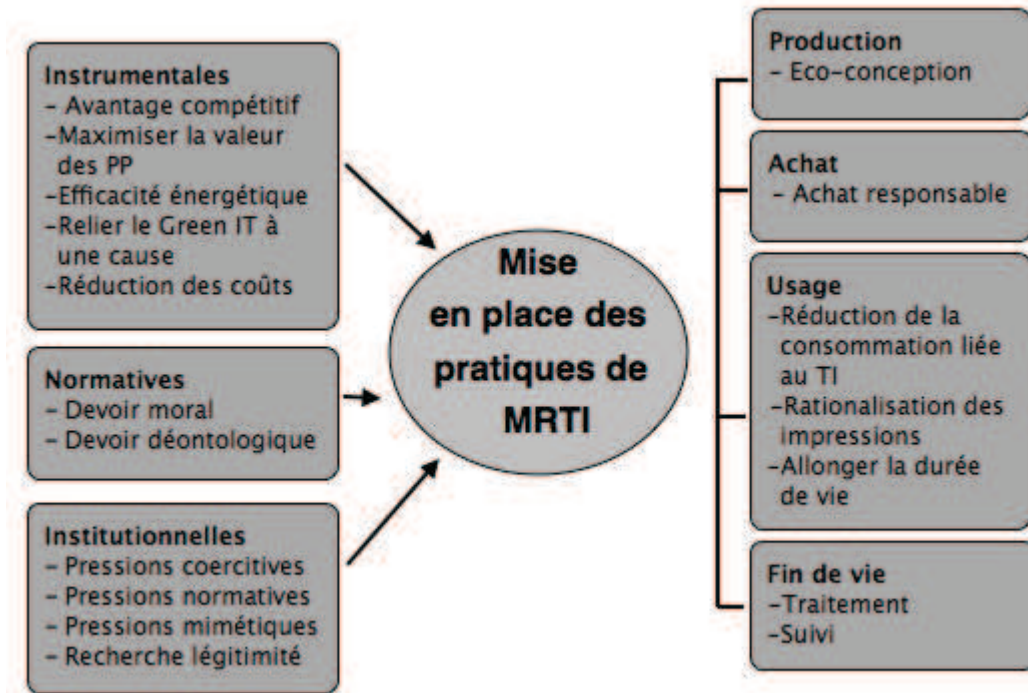 Instrumentales
- Avantage compétitif
-Maximiser la valeur
des PP
-Efficacité énergétique
-Relier le Green IT à
une cause
-Réduction des coûts
Normatives
- Devoir moral
- Devoir déontologique
Institutionnelles
- Pressions coercitives
- Pressions normatives
- Pressions mimétiques
- Recherche légitimité
Mise
en place des
pratiques de
MRTI
Production
- Eco-conception
Achat
- Achat responsable
Usage
-Réduction de la
consommation liée
au TI
-Rationalisation des
impressions
-Allonger la durée
de vie
Fin de vie
-Traitement
-Suivi